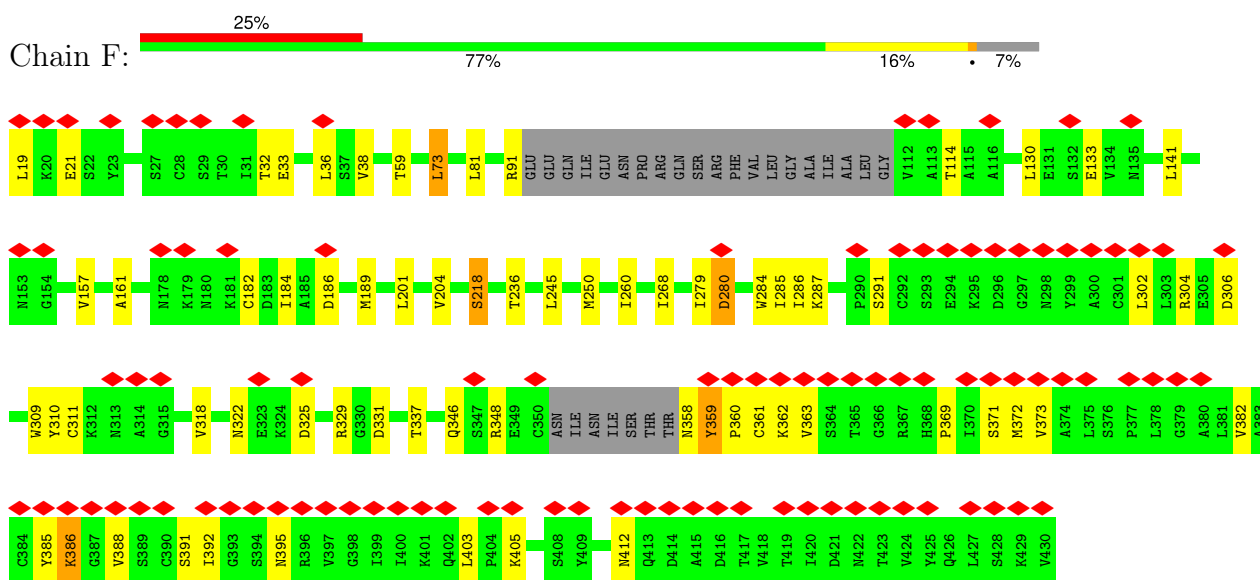 25%
Chain F:
77% 16% • 7%
L19 K20 E21 S22 Y23 S27 C28 S29 T30 I31 T32 E33 L36 S37 V38 T59 L73 L81 R91 GLU GLU GLN ILE GLU ASN PRO ARG GLN SER ARG PHE VAL LEU GLY ALA ILE ALA LEU GLY V112 A113 T114 A115 A116 L130 E131 S132 E133 V134 N135 L141
N153 G154 V157 A161 N178 K179 N180 K181 C182 D183 I184 A185 D186 M189 L201 V204 S218 T236 L245 M250 I260 I268 I279 D280 W284 I285 I286 K287 P290 S291 C292 S293 E294 K295 D296 G297 N298 Y299 A300 C301 L302 L303 R304 E305 D306
W309 Y310 C311 K312 N313 A314 G315 V318 N322 E323 K324 D325 R329 G330 D331 T337 Q346 S347 R348 E349 C350 ASN ILE ASN ILE SER THR THR N358 Y359 P360 C361 K362 V363 S364 T365 G366 R367 H368 P369 I370 S371 M372 V373 A374 L375 S376 P377 L378 G379 A380 L381 V382 A383
C384 Y385 K386 G387 V388 S389 C390 S391 I392 G393 S394 N395 R396 V397 G398 I399 I400 K401 Q402 L403 P404 K405 S408 Y409 N412 Q413 D414 A415 D416 T417 V418 T419 I420 D421 N422 T423 V424 Y425 Q426 L427 S428 K429 V430